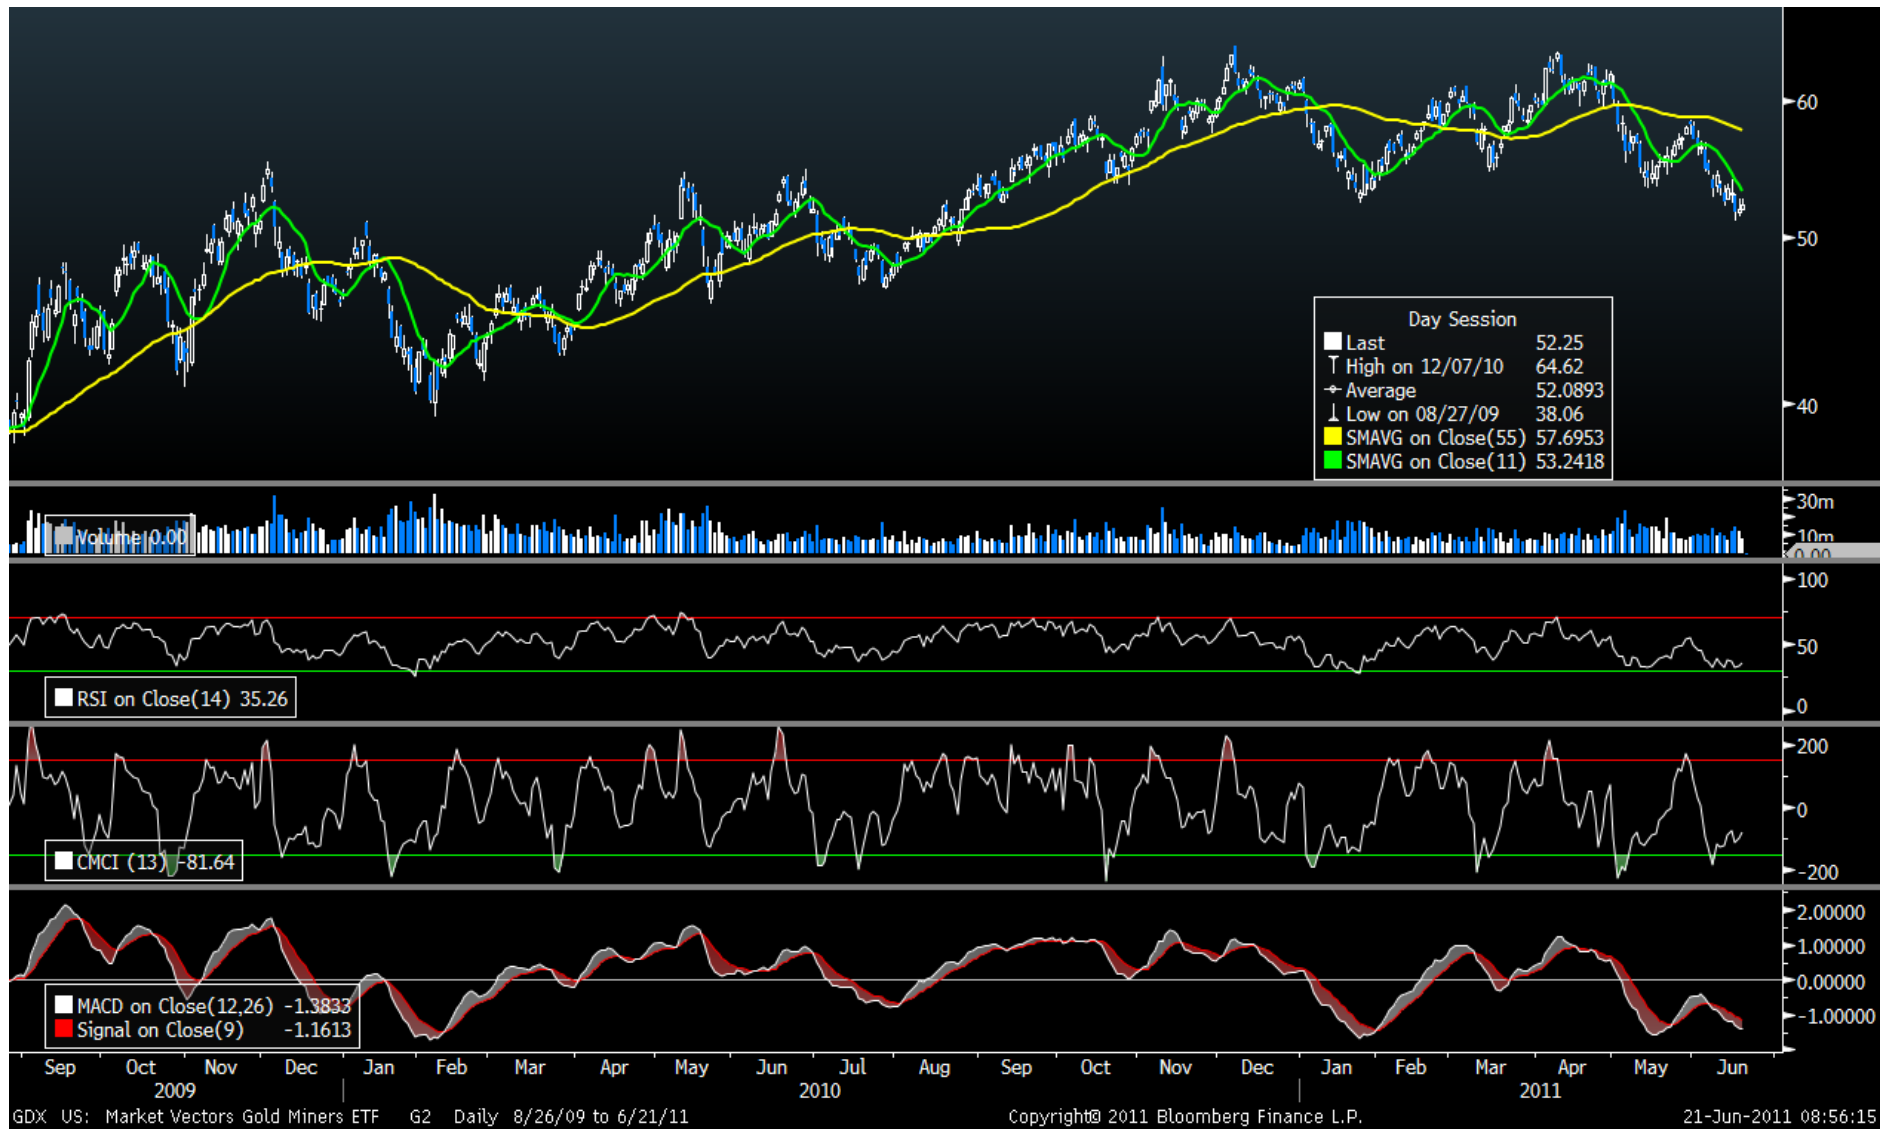 60
50
Day Session
Last 52.25
High on 12/07/10 64.62
Average 52.0893
Low on 08/27/09 38.06
SMAVG on Close(55) 57.6953
SMAVG on Close(11) 53.2418
40
30m
Volume 0.00
10m
0.00
100
50
RSI on Close(14) 35.26
0
200
0
CMCI (13) -81.64
-200
2.00000
1.00000
0.00000
MACD on Close(12,26) -1.3833
-1.00000
Signal on Close(9) -1.1613
Sep Oct Nov Dec Jan Feb Mar Apr May Jun Jul Aug Sep Oct Nov Dec Jan Feb Mar Apr May Jun
2009 2010 2011
GDX US: Market Vectors Gold Miners ETF G2 Daily 8/26/09 to 6/21/11 Copyright© 2011 Bloomberg Finance L.P. 21-Jun-2011 08:56:15